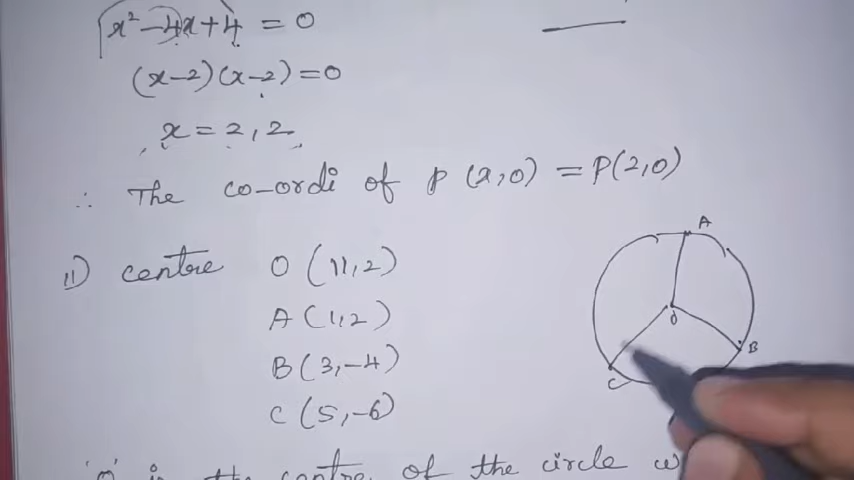 x² - 4x + 4 = 0
(x-2)(x-2) = 0
x = 2, 2
∴ The co-ordi of P (x, 0) = P(2, 0)
ii) centre O (11, 2)
A (1, 2)
B (3, -4)
C (5, -6)
A
O
B
C
'O' is the centre of the circle